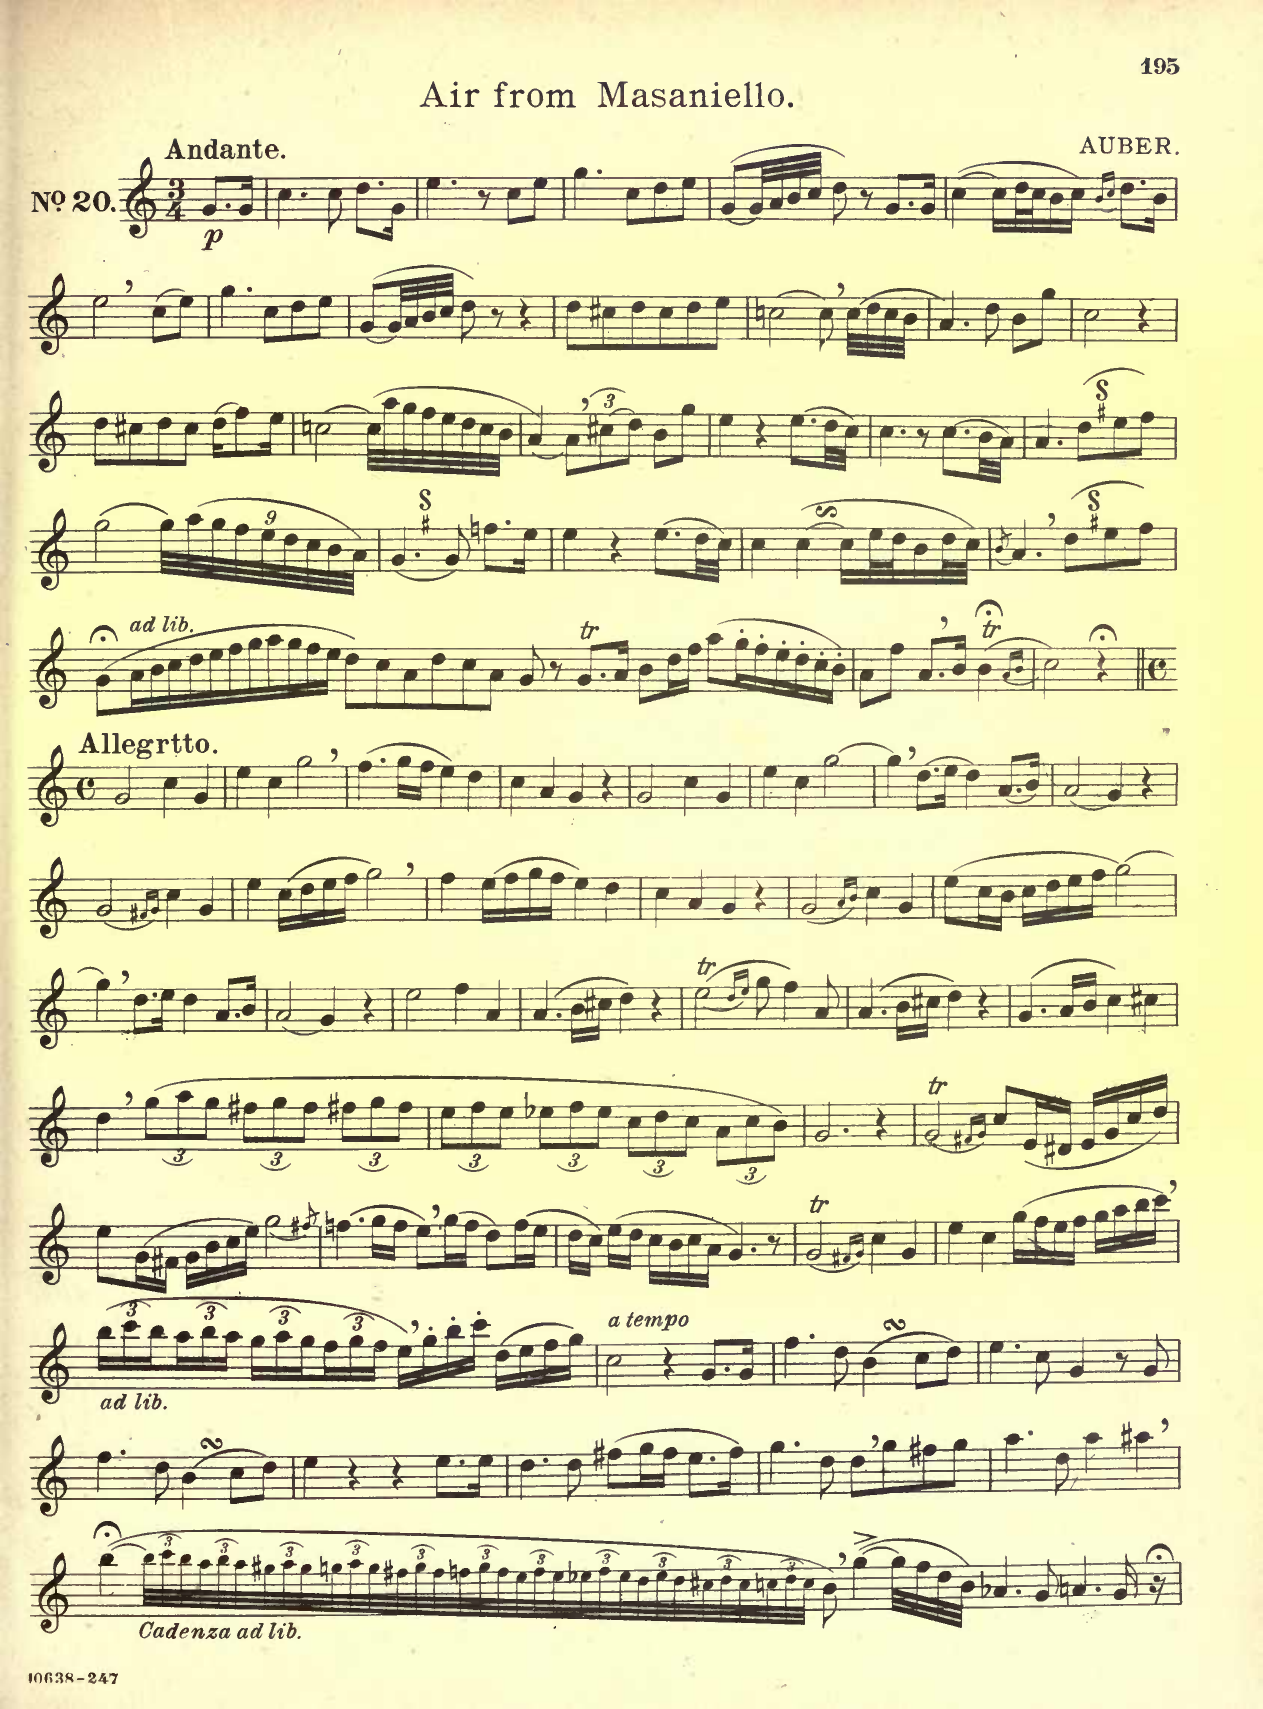 195
Air from Masaniello.
Andante.
AUBER.
No 20.
3
4
p
3
9
ad lib.
tr
tr
Allegrtto.
tr
3 3 3 3 3 3 3
tr
tr
3 3 3 3
a tempo
ad lib.
3 3 3 3 3 3 3 3 3 3 3
Cadenza ad lib.
10638-247